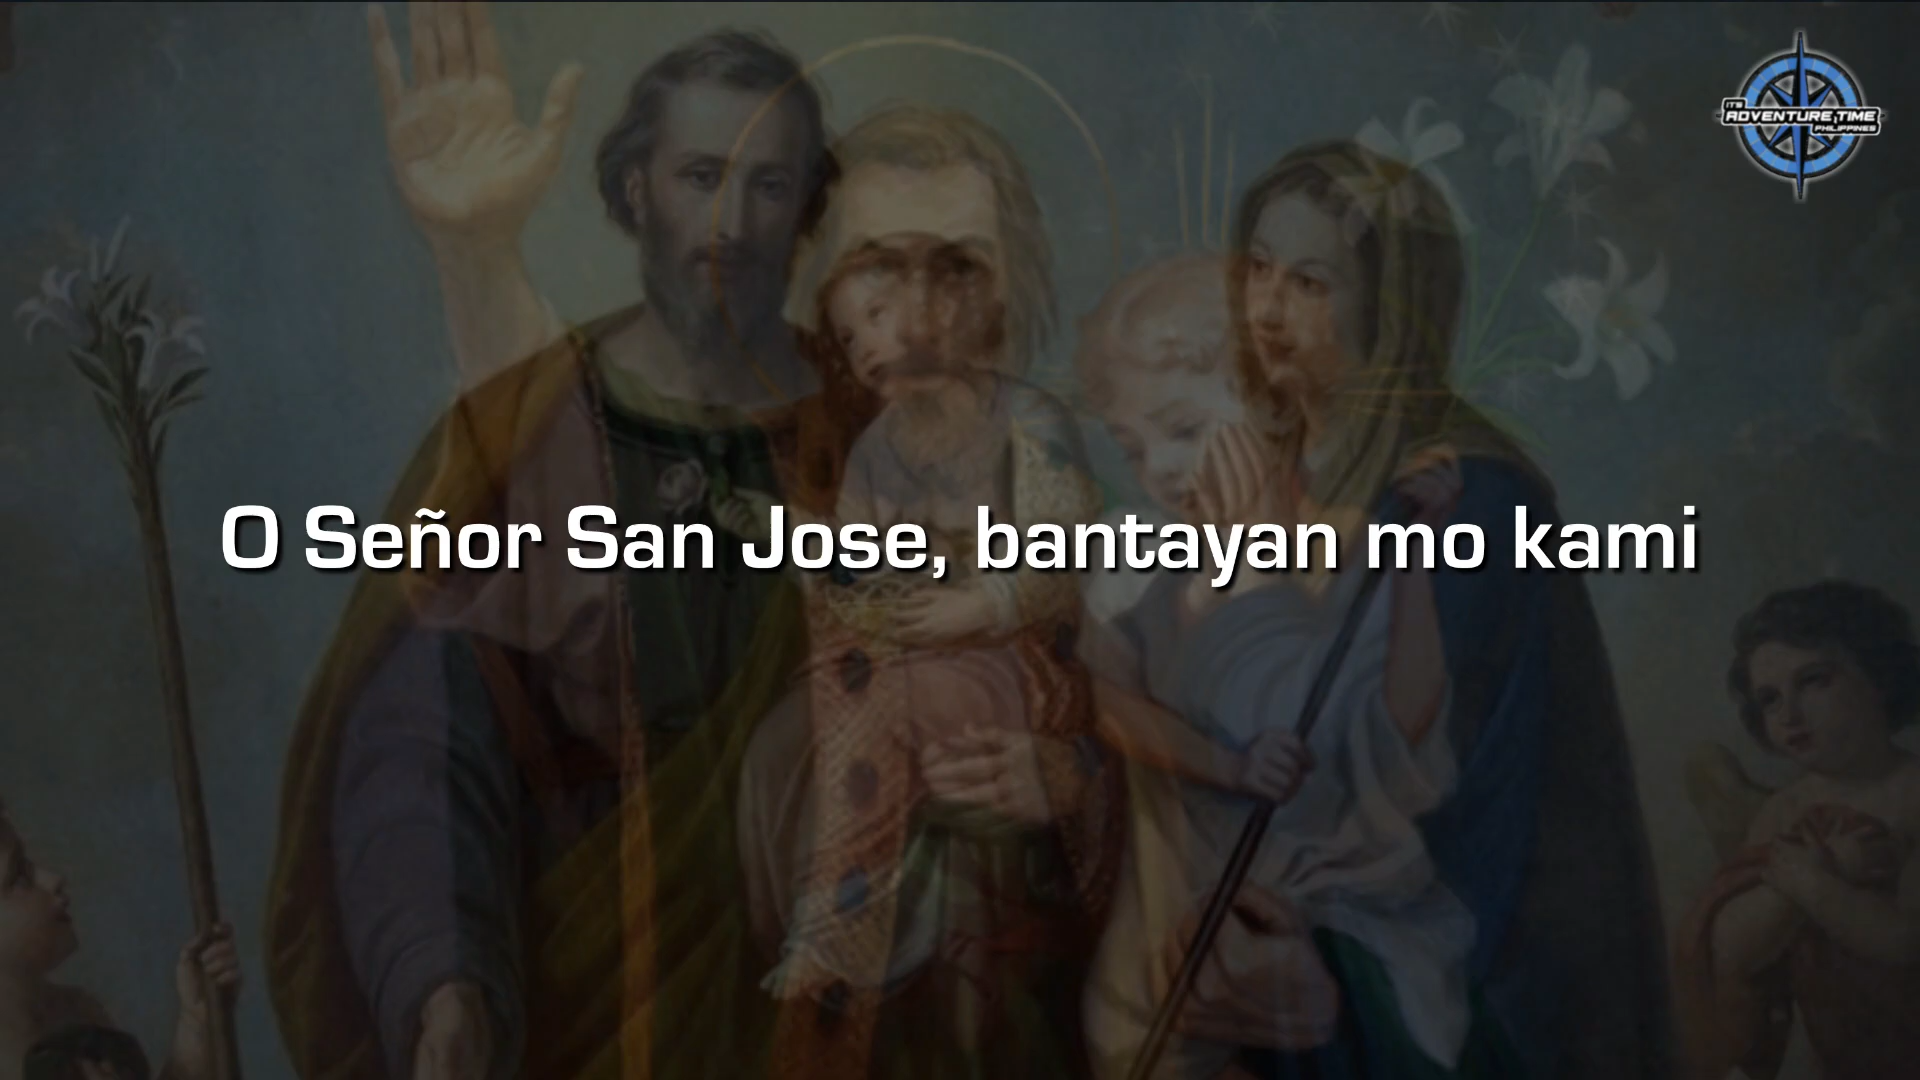 IT'S
ADVENTURE TIME
PHILIPPINES
O Señor San Jose, bantayan mo kami